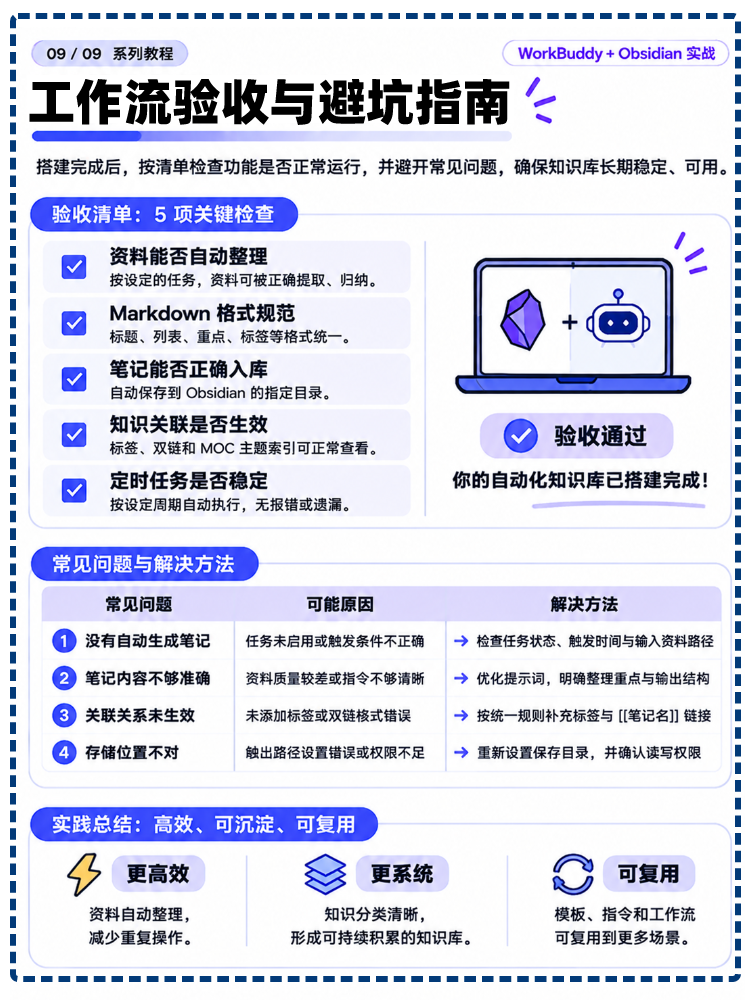 09 / 09 系列教程
WorkBuddy + Obsidian 实战
工作流验收与避坑指南
搭建完成后，按清单检查功能是否正常运行，并避开常见问题，确保知识库长期稳定、可用。
验收清单：5 项关键检查
资料能否自动整理
按设定的任务，资料可被正确提取、归纳。
Markdown 格式规范
标题、列表、重点、标签等格式统一。
笔记能否正确入库
自动保存到 Obsidian 的指定目录。
知识关联是否生效
标签、双链和 MOC 主题索引可正常查看。
定时任务是否稳定
按设定周期自动执行，无报错或遗漏。
验收通过
你的自动化知识库已搭建完成！
常见问题与解决方法
常见问题 可能原因 解决方法
1 没有自动生成笔记 任务未启用或触发条件不正确 → 检查任务状态、触发时间与输入资料路径
2 笔记内容不够准确 资料质量较差或指令不够清晰 → 优化提示词，明确整理重点与输出结构
3 关联关系未生效 未添加标签或双链核式错误 → 按统一规则补充标签与 [[笔记名]] 链接
4 存储位置不对 触出路径设置错误或权限不足 → 重新设置保存目录，并确认读写权限
实践总结：高效、可沉淀、可复用
更高效
资料自动整理，
减少重复操作。
更系统
知识分类清晰，
形成可持续积累的知识库。
可复用
模板、指令和工作流
可复用到更多场景。